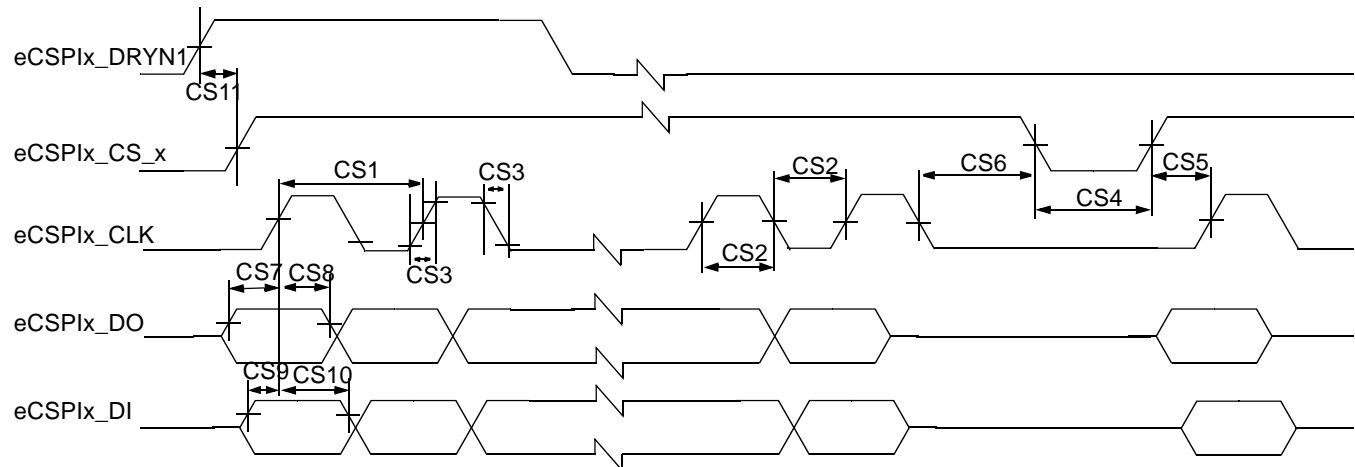 eCSPIx_DRYN1
CS11
eCSPIx_CS_x
CS1
CS3
CS2
CS6
CS5
CS4
eCSPIx_CLK
CS3
CS2
CS7
CS8
eCSPIx_DO
CS9
CS10
eCSPIx_DI